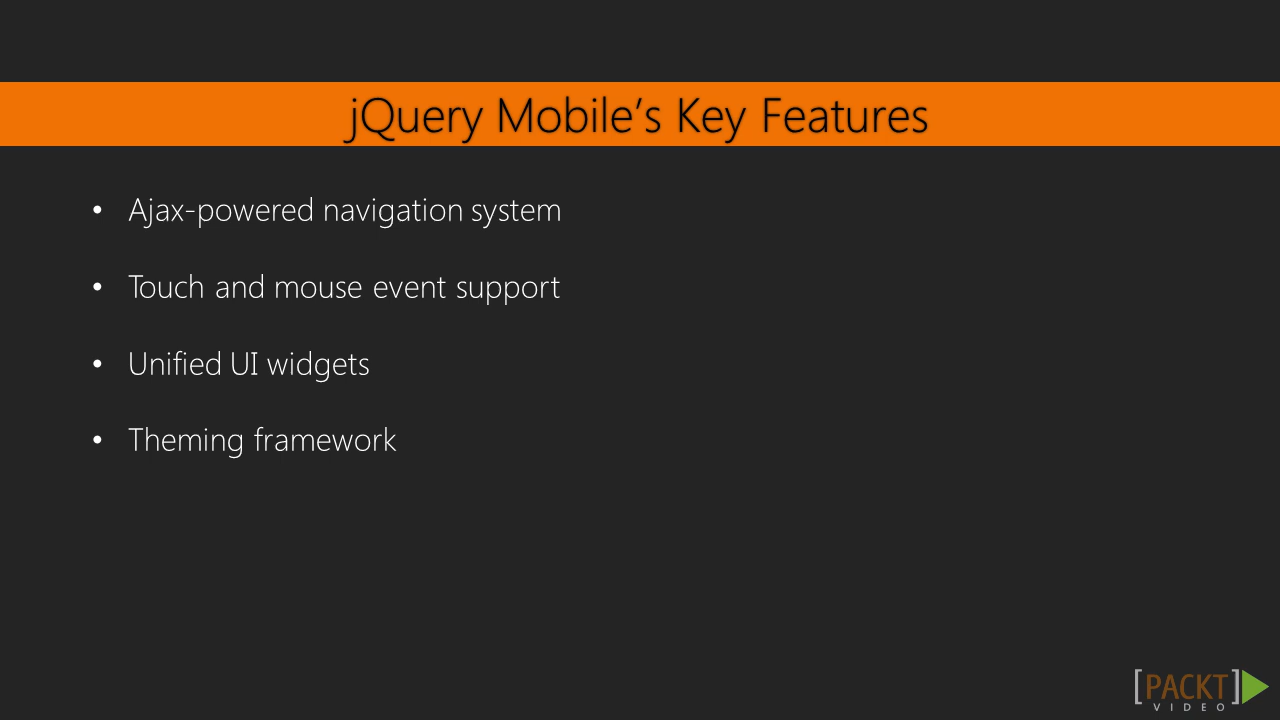 jQuery Mobile’s Key Features
• Ajax-powered navigation system
• Touch and mouse event support
• Unified UI widgets
• Theming framework
[PACKT]
VIDEO